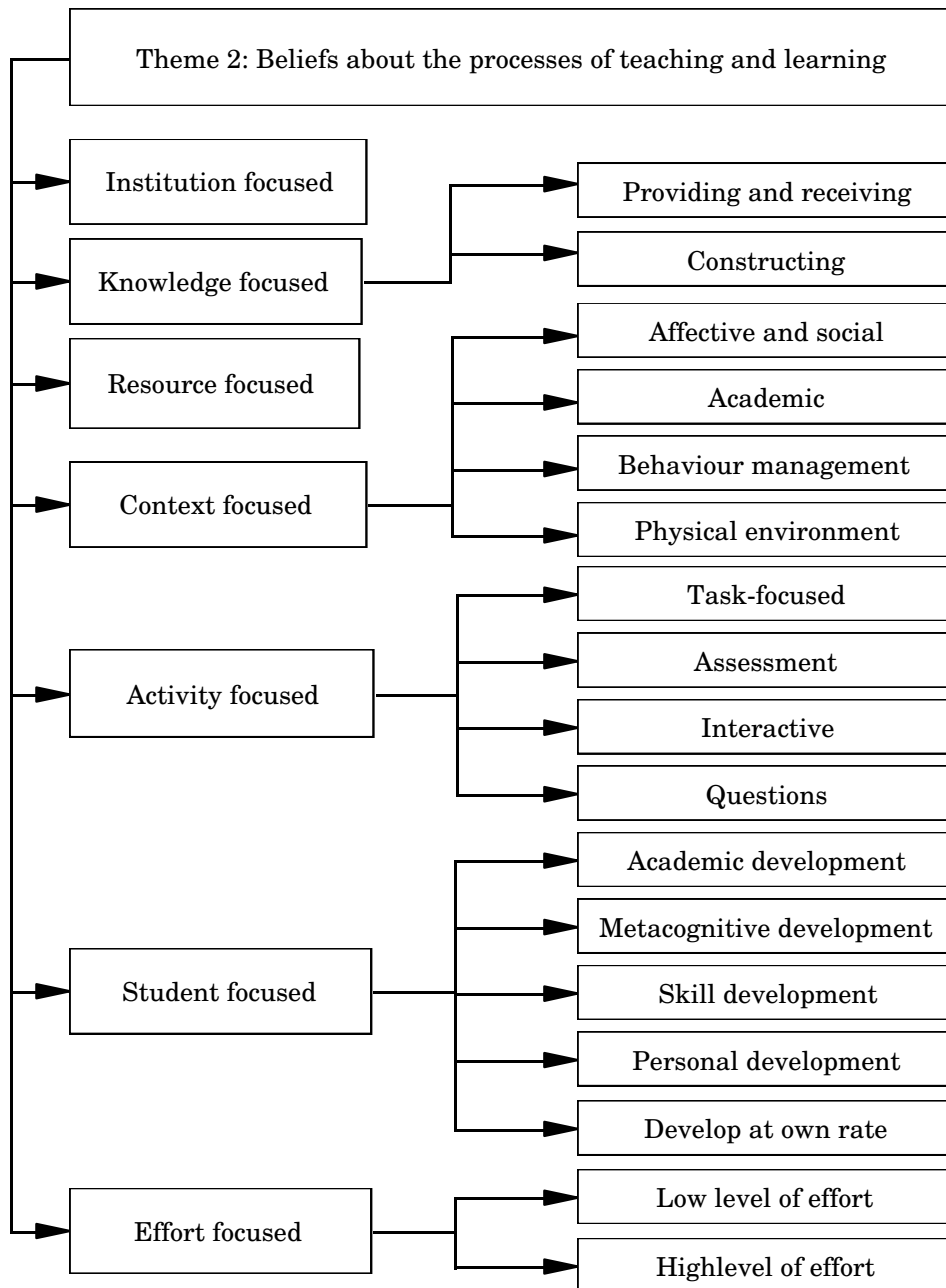 Theme 2: Beliefs about the processes of teaching and learning
Institution focused
Knowledge focused
Providing and receiving
Constructing
Resource focused
Context focused
Affective and social
Academic
Behaviour management
Physical environment
Activity focused
Task-focused
Assessment
Interactive
Questions
Student focused
Academic development
Metacognitive development
Skill development
Personal development
Develop at own rate
Effort focused
Low level of effort
Highlevel of effort